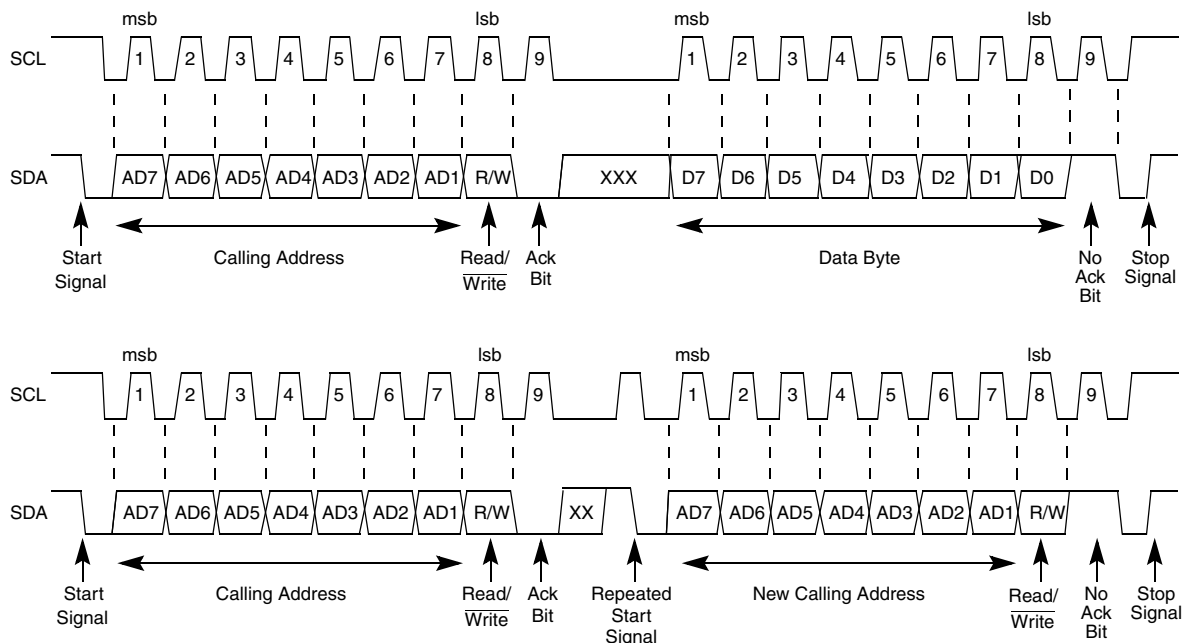 msb lsb msb lsb
SCL 1 2 3 4 5 6 7 8 9 1 2 3 4 5 6 7 8 9
SDA AD7 AD6 AD5 AD4 AD3 AD2 AD1 R/W XXX D7 D6 D5 D4 D3 D2 D1 D0
Start
Signal
Calling Address
Read/
Write
Ack
Bit
Data Byte
No
Ack
Bit
Stop
Signal
msb lsb msb lsb
SCL 1 2 3 4 5 6 7 8 9 1 2 3 4 5 6 7 8 9
SDA AD7 AD6 AD5 AD4 AD3 AD2 AD1 R/W XX AD7 AD6 AD5 AD4 AD3 AD2 AD1 R/W
Start
Signal
Calling Address
Read/
Write
Ack
Bit
Repeated
Start
Signal
New Calling Address
Read/
Write
No
Ack
Bit
Stop
Signal